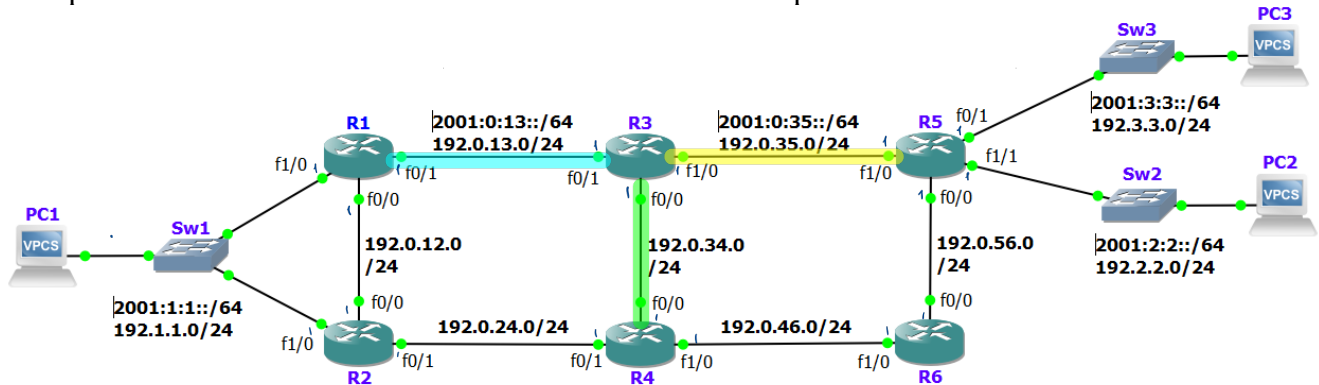 PC3
VPCS
Sw3
2001:3:3::/64
192.3.3.0/24
R1
2001:0:13::/64
192.0.13.0/24
R3
2001:0:35::/64
192.0.35.0/24
R5
f0/1
f1/0
f0/1
f0/1
f1/0
f1/0
f1/1
f0/0
f0/0
f0/0
Sw2
PC2
VPCS
2001:2:2::/64
192.2.2.0/24
PC1
VPCS
Sw1
192.0.12.0
/24
192.0.34.0
/24
192.0.56.0
/24
2001:1:1::/64
192.1.1.0/24
f0/0
f0/0
f0/0
f1/0
192.0.24.0/24
192.0.46.0/24
f0/1
f0/1
f1/0
f1/0
R2
R4
R6